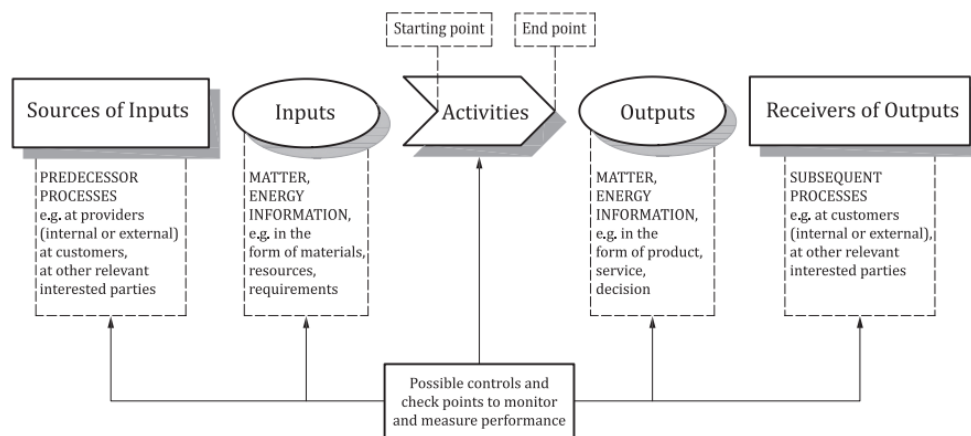 Starting point
End point
Sources of Inputs
Inputs
Activities
Outputs
Receivers of Outputs
PREDECESSOR
PROCESSES
e.g. at providers
(internal or external)
at customers,
at other relevant
interested parties
MATTER,
ENERGY
INFORMATION,
e.g. in the
form of materials,
resources,
requirements
MATTER,
ENERGY
INFORMATION,
e.g. in the
form of product,
service,
decision
SUBSEQUENT
PROCESSES
e.g. at customers
(internal or external),
at other relevant
interested parties
Possible controls and
check points to monitor
and measure performance